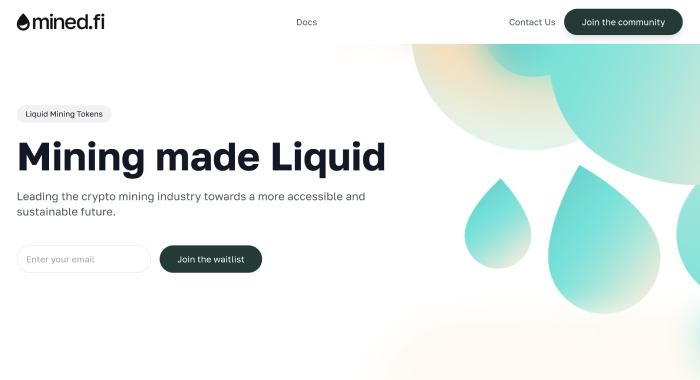 mined.fi
Docs
Contact Us
Join the community
Liquid Mining Tokens
Mining made Liquid
Leading the crypto mining industry towards a more accessible and
sustainable future.
Enter your email
Join the waitlist